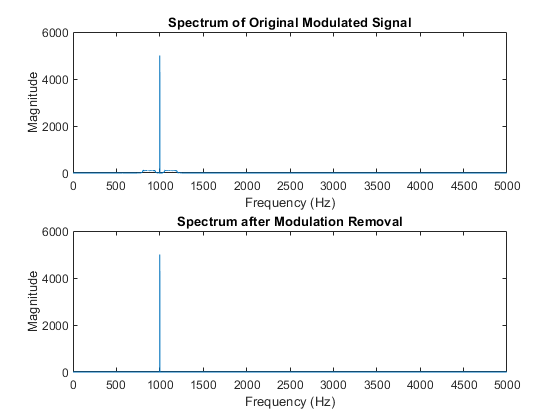 Spectrum of Original Modulated Signal
6000
4000
2000
0
Magnitude
0 500 1000 1500 2000 2500 3000 3500 4000 4500 5000
Frequency (Hz)
Spectrum after Modulation Removal
6000
4000
2000
0
Magnitude
0 500 1000 1500 2000 2500 3000 3500 4000 4500 5000
Frequency (Hz)